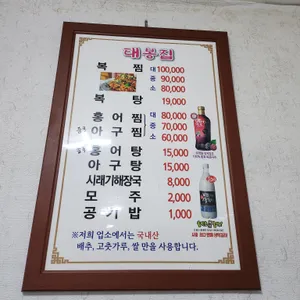 대봉집
복 찜 대 100,000
중 90,000
소 80,000
복 탕 19,000
홍 어 찜 대 80,000
아 구 찜 중 70,000
소 60,000
홍 어 탕 15,000
아 구 탕 15,000
시래기해장국 8,000
모 주 2,000
공 기 밥 1,000
※저희 업소에서는 국내산
배추, 고춧가루, 쌀 만을 사용합니다.